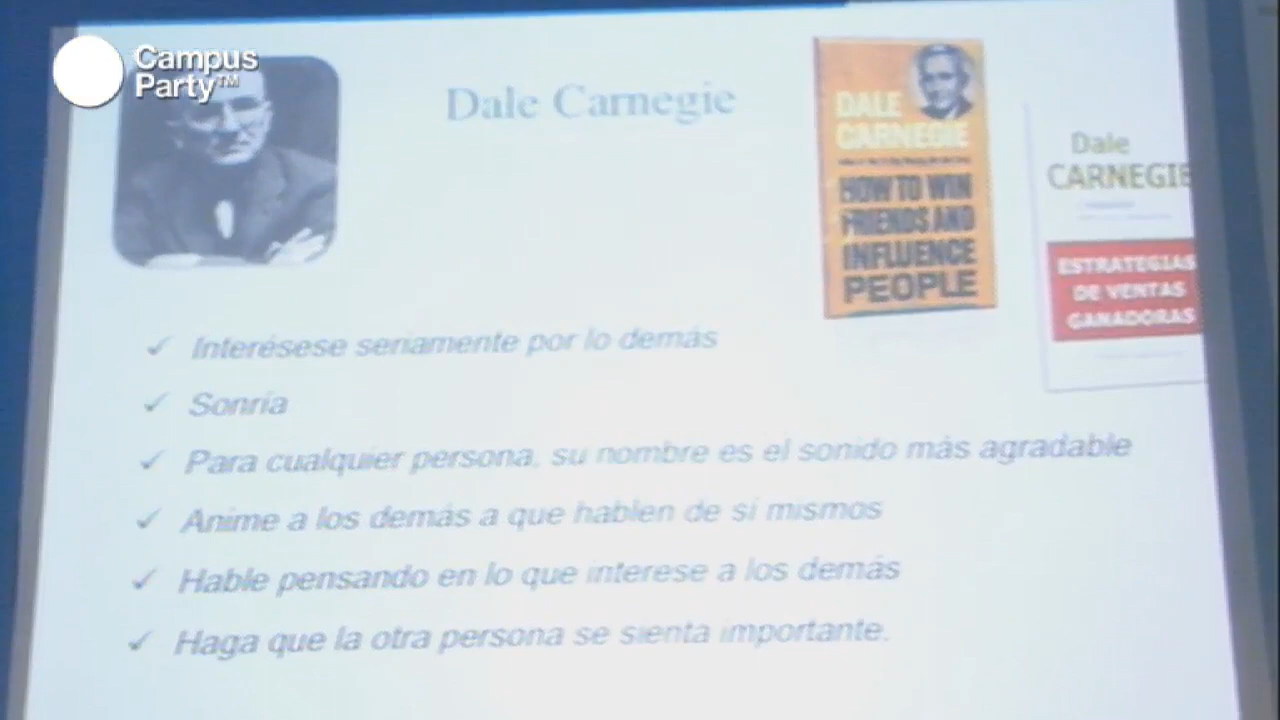 Campus
Party™
Dale Carnegie
DALE
CARNEGIE
HOW TO WIN
FRIENDS AND
INFLUENCE
PEOPLE
Dale
CARNEGIE
ESTRATEGIAS
DE VENTAS
GANADORAS
✓ Interésese seriamente por lo demás
✓ Sonría
✓ Para cualquier persona, su nombre es el sonido más agradable
✓ Anime a los demás a que hablen de sí mismos
✓ Hable pensando en lo que interese a los demás
✓ Haga que la otra persona se sienta importante.